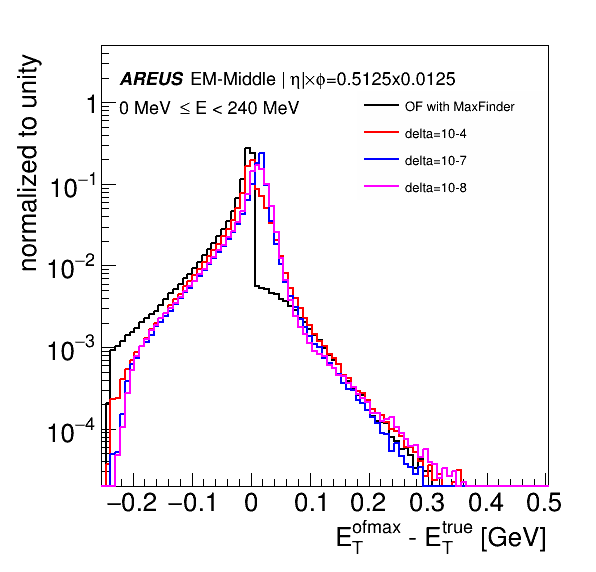 normalized to unity
AREUS EM-Middle | η|×ϕ=0.5125x0.0125
0 MeV ≤ E < 240 MeV
OF with MaxFinder
delta=10-4
delta=10-7
delta=10-8
1
10⁻¹
10⁻²
10⁻³
10⁻⁴
−0.2 −0.1 0 0.1 0.2 0.3 0.4 0.5
E_T^ofmax - E_T^true [GeV]